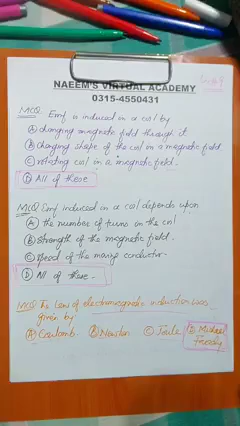 NAEEM'S VIRTUAL ACADEMY
0315-4550431
MCQ Emf is induced in a coil by
Ⓐ changing magnetic field through it
Ⓑ changing shape of the coil in a magnetic field
Ⓒ rotating coil in a magnetic field.
Ⓓ All of these
MCQ Emf induced in a coil depends upon
Ⓐ the number of turns on the coil
Ⓑ strength of the magnetic field.
Ⓒ speed of the moving conductor
Ⓓ All of these
MCQ law of electromagnetic induction was
given by
Ⓐ Coulomb Ⓑ Newton Ⓒ Joule Ⓓ Michael
Faraday